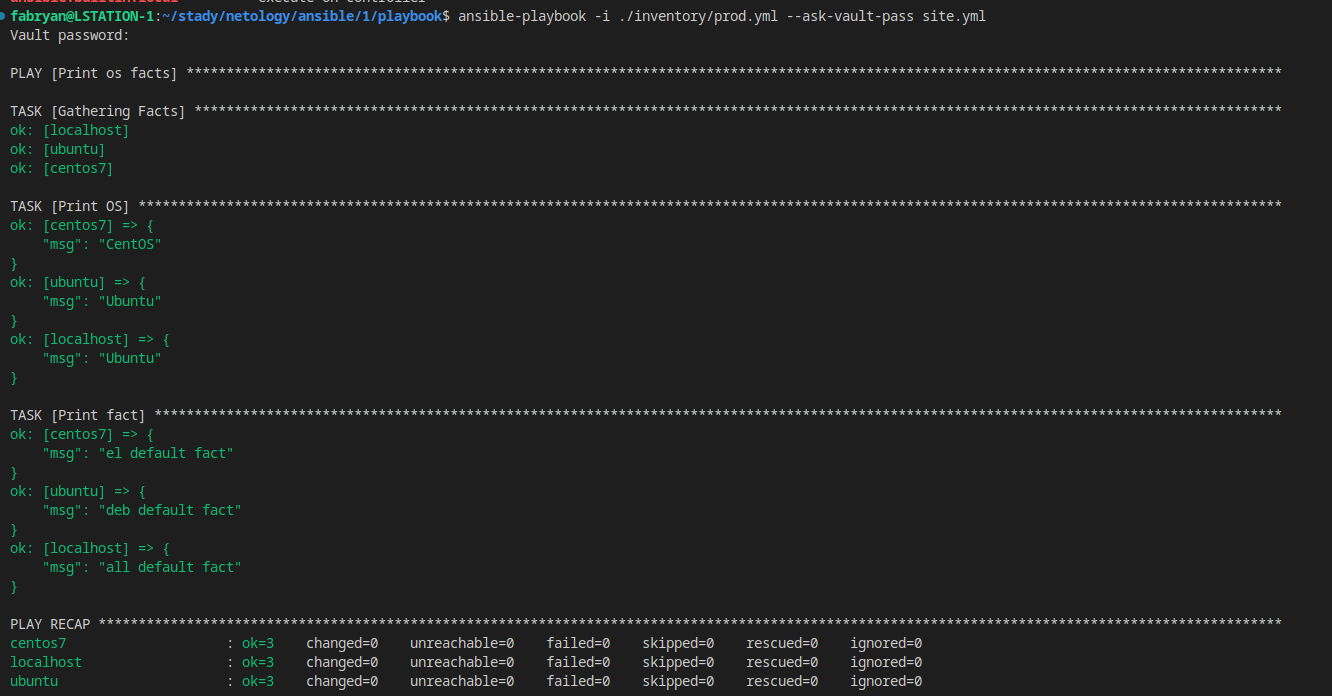 fabryan@LSTATION-1:~/stady/netology/ansible/1/playbook$ ansible-playbook -i ./inventory/prod.yml --ask-vault-pass site.yml
Vault password:
PLAY [Print os facts] *****************************************************************************************************************************************
TASK [Gathering Facts] ****************************************************************************************************************************************
ok: [localhost]
ok: [ubuntu]
ok: [centos7]
TASK [Print OS] ***********************************************************************************************************************************************
ok: [centos7] => {
    "msg": "CentOS"
}
ok: [ubuntu] => {
    "msg": "Ubuntu"
}
ok: [localhost] => {
    "msg": "Ubuntu"
}
TASK [Print fact] *********************************************************************************************************************************************
ok: [centos7] => {
    "msg": "el default fact"
}
ok: [ubuntu] => {
    "msg": "deb default fact"
}
ok: [localhost] => {
    "msg": "all default fact"
}
PLAY RECAP ****************************************************************************************************************************************************
centos7                    : ok=3    changed=0    unreachable=0    failed=0    skipped=0    rescued=0    ignored=0
localhost                  : ok=3    changed=0    unreachable=0    failed=0    skipped=0    rescued=0    ignored=0
ubuntu                     : ok=3    changed=0    unreachable=0    failed=0    skipped=0    rescued=0    ignored=0